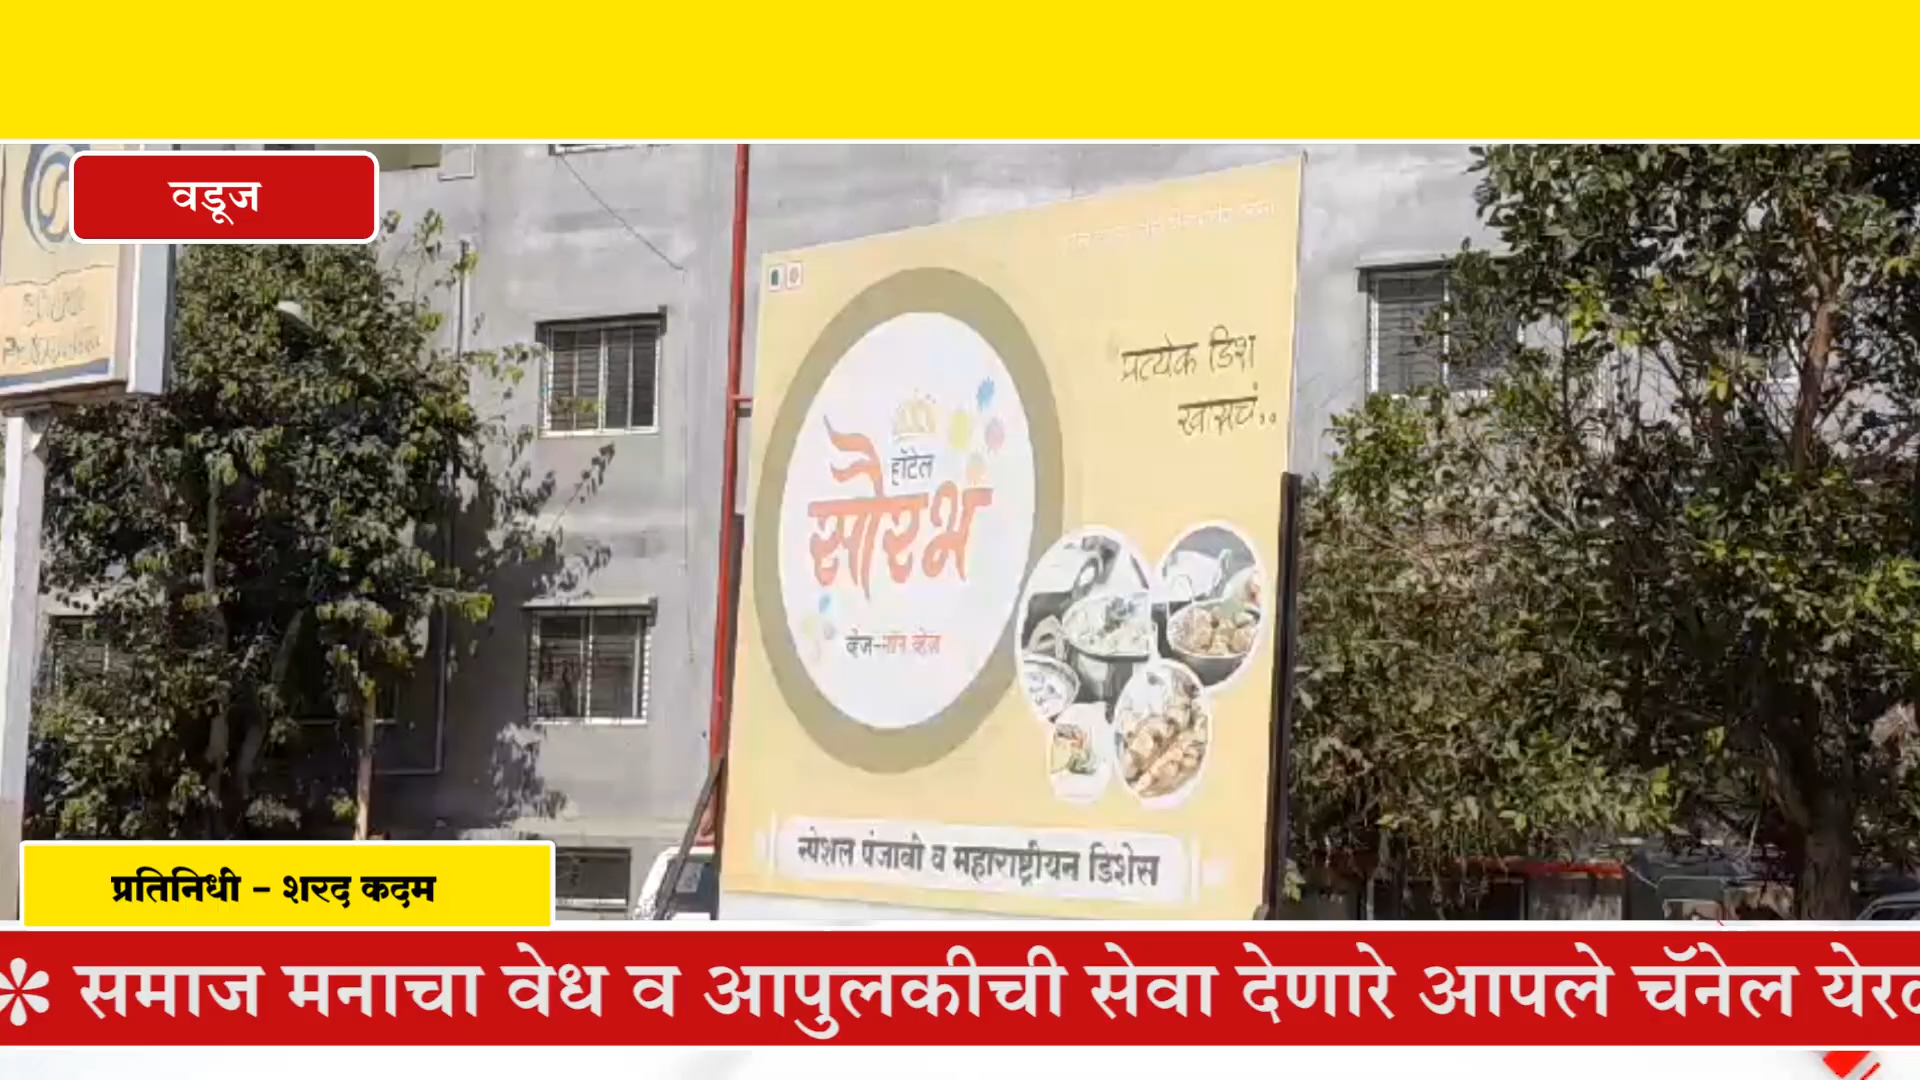 वडूज
प्रत्येक डिश
खासचं..
हॉटेल
सौरभ
व्हेज-नॉन व्हेज
स्पेशल पंजाबी व महाराष्ट्रीयन डिशेस
प्रतिनिधी - शरद कदम
* समाज मनाचा वेध व आपुलकीची सेवा देणारे आपले चॅनेल